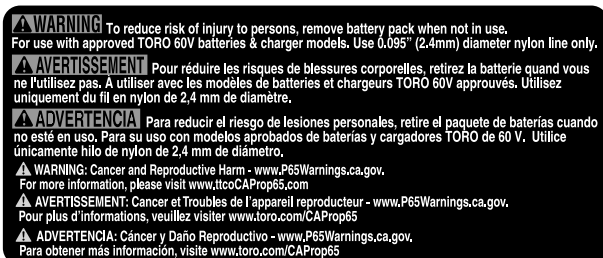 ⚠ WARNING To reduce risk of injury to persons, remove battery pack when not in use.
For use with approved TORO 60V batteries & charger models. Use 0.095” (2.4mm) diameter nylon line only.
⚠ AVERTISSEMENT Pour réduire les risques de blessures corporelles, retirez la batterie quand vous
ne l'utilisez pas. À utiliser avec les modèles de batteries et chargeurs TORO 60V approuvés. Utilisez
uniquement du fil en nylon de 2,4 mm de diamètre.
⚠ ADVERTENCIA Para reducir el riesgo de lesiones personales, retire el paquete de baterías cuando
no esté en uso. Para su uso con modelos aprobados de baterías y cargadores TORO de 60 V. Utilice
únicamente hilo de nylon de 2,4 mm de diámetro.
⚠ WARNING: Cancer and Reproductive Harm - www.P65Warnings.ca.gov.
For more information, please visit www.ttcoCAProp65.com
⚠ AVERTISSEMENT: Cancer et Troubles de l'appareil reproducteur - www.P65Warnings.ca.gov.
Pour plus d'informations, veuillez visiter www.toro.com/CAProp65
⚠ ADVERTENCIA: Cáncer y Daño Reproductivo - www.P65Warnings.ca.gov.
Para obtener más información, visite www.toro.com/CAProp65